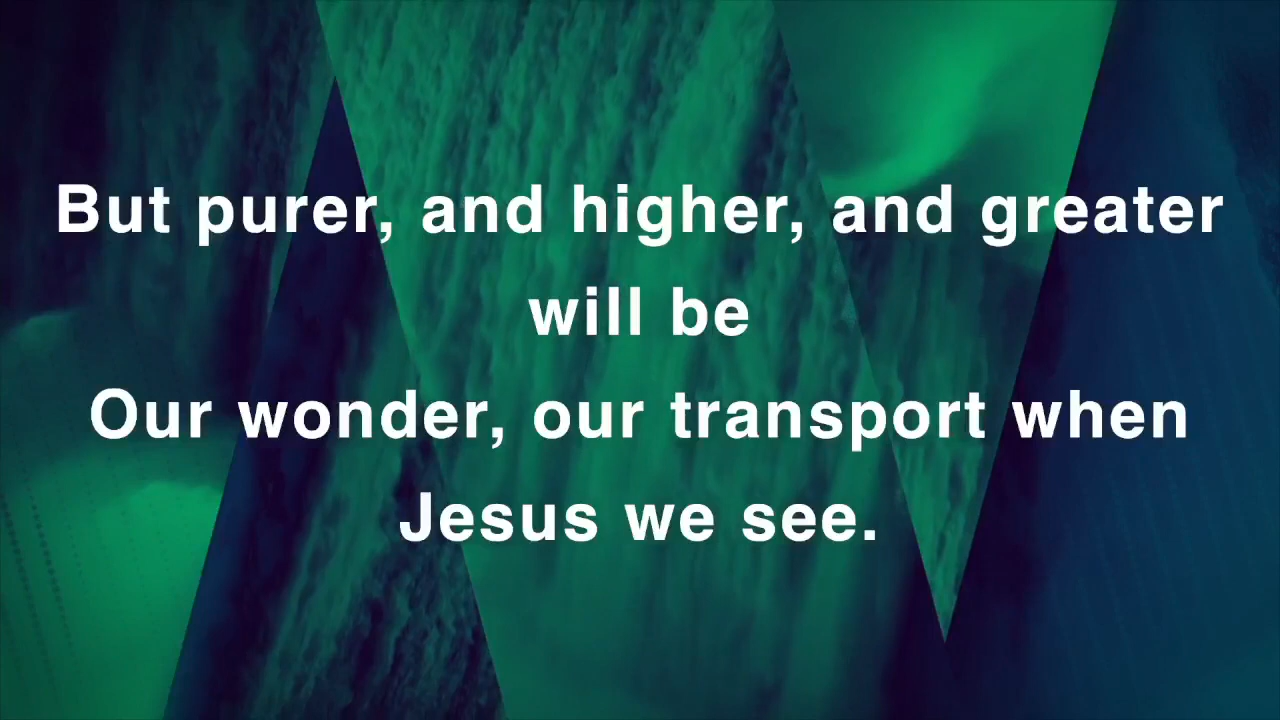 But purer, and higher, and greater
will be
Our wonder, our transport when
Jesus we see.